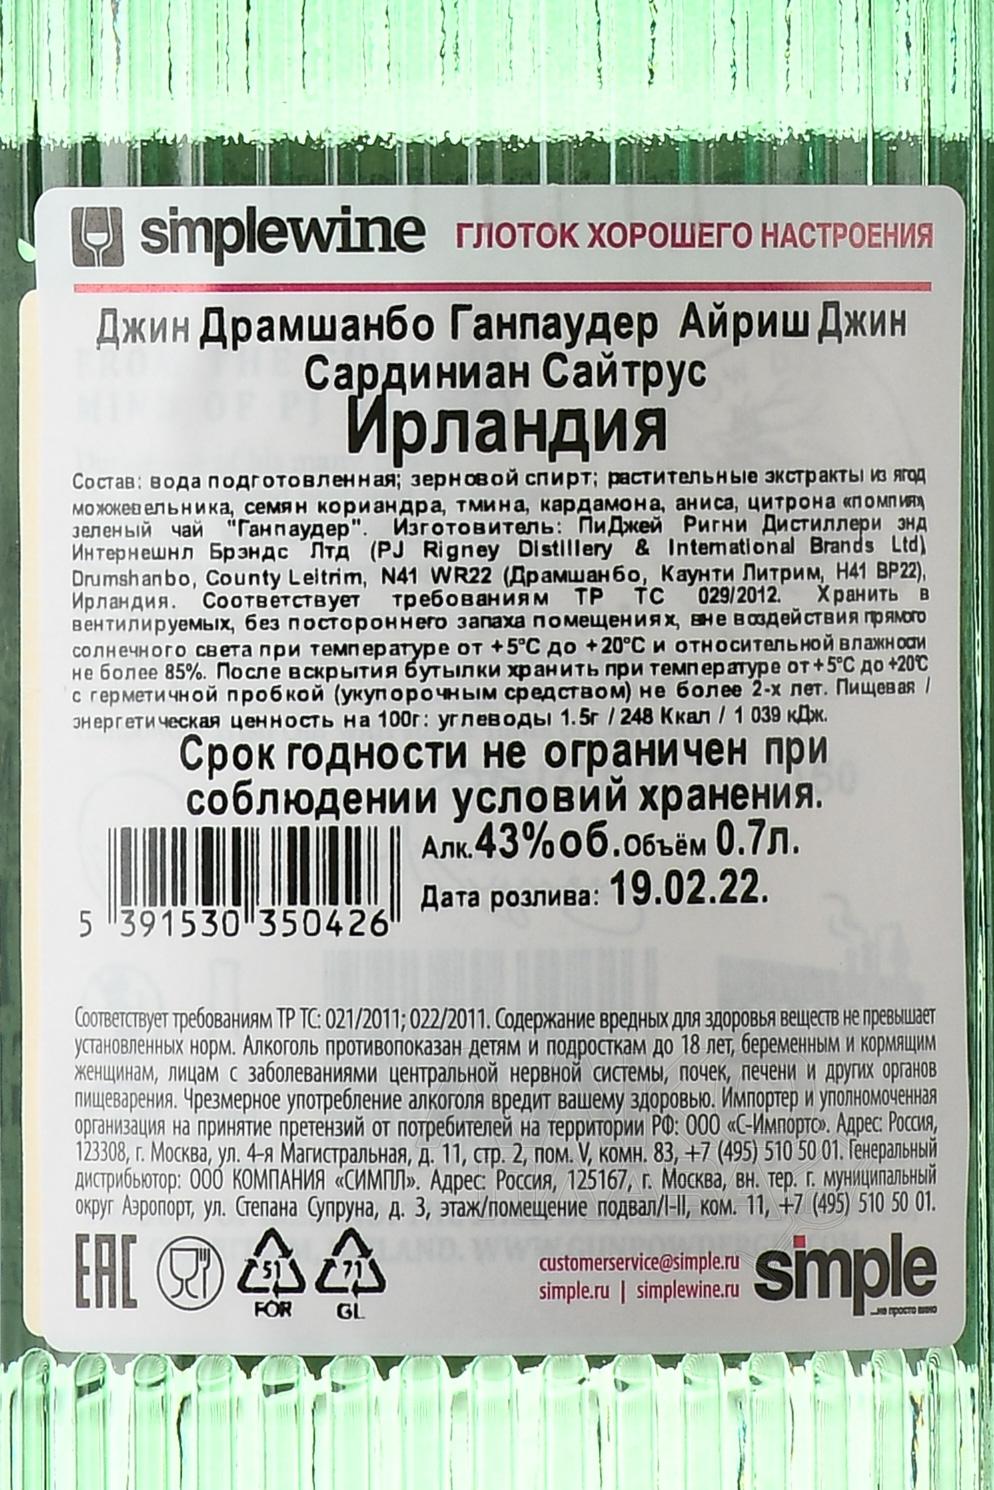 simplewine ГЛОТОК ХОРОШЕГО НАСТРОЕНИЯ
Джин Драмшанбо Ганпаудер Айриш Джин
Сардиниан Сайтрус
Ирландия
Состав: вода подготовленная; зерновой спирт; растительные экстракты из ягод
можжевельника, семян кориандра, тмина, кардамона, аниса, цитрона «помпия»,
зеленый чай "Ганпаудер". Изготовитель: ПиДжей Ригни Дистиллери энд
Интернешнл Брэндс Лтд (PJ Rigney Distillery & International Brands Ltd)
Drumshanbo, County Leitrim, N41 WR22 (Драмшанбо, Каунти Литрим, Н41 ВР22),
Ирландия. Соответствует требованиям ТР ТС 029/2012. Хранить в
вентилируемых, без постороннего запаха помещениях, вне воздействия прямого
солнечного света при температуре от +5°С до +20°С и относительной влажности
не более 85%. После вскрытия бутылки хранить при температуре от +5°С до +20°С
с герметичной пробкой (укупорочным средством) не более 2-х лет. Пищевая /
энергетическая ценность на 100г: углеводы 1.5г / 248 Ккал / 1 039 кДж.
Срок годности не ограничен при
соблюдении условий хранения.
Алк.43%об.Объём 0.7л.
Дата розлива: 19.02.22.
5 391530 350426
Соответствует требованиям ТР ТС: 021/2011; 022/2011. Содержание вредных для здоровья веществ не превышает
установленных норм. Алкоголь противопоказан детям и подросткам до 18 лет, беременным и кормящим
женщинам, лицам с заболеваниями центральной нервной системы, почек, печени и других органов
пищеварения. Чрезмерное употребление алкоголя вредит вашему здоровью. Импортер и уполномоченная
организация на принятие претензий от потребителей на территории РФ: ООО «С-Импортс». Адрес: Россия,
123308, г. Москва, ул. 4-я Магистральная, д. 11, стр. 2, пом. V, комн. 83, +7 (495) 510 50 01. Генеральный
дистрибьютор: ООО КОМПАНИЯ «СИМПЛ». Адрес: Россия, 125167, г. Москва, вн. тер. г. муниципальный
округ Аэропорт, ул. Степана Супруна, д. 3, этаж/помещение подвал/I-II, ком. 11, +7 (495) 510 50 01.
EAC
51
FOR
71
GL
customerservice@simple.ru
simple.ru | simplewine.ru
simple
...не просто вино